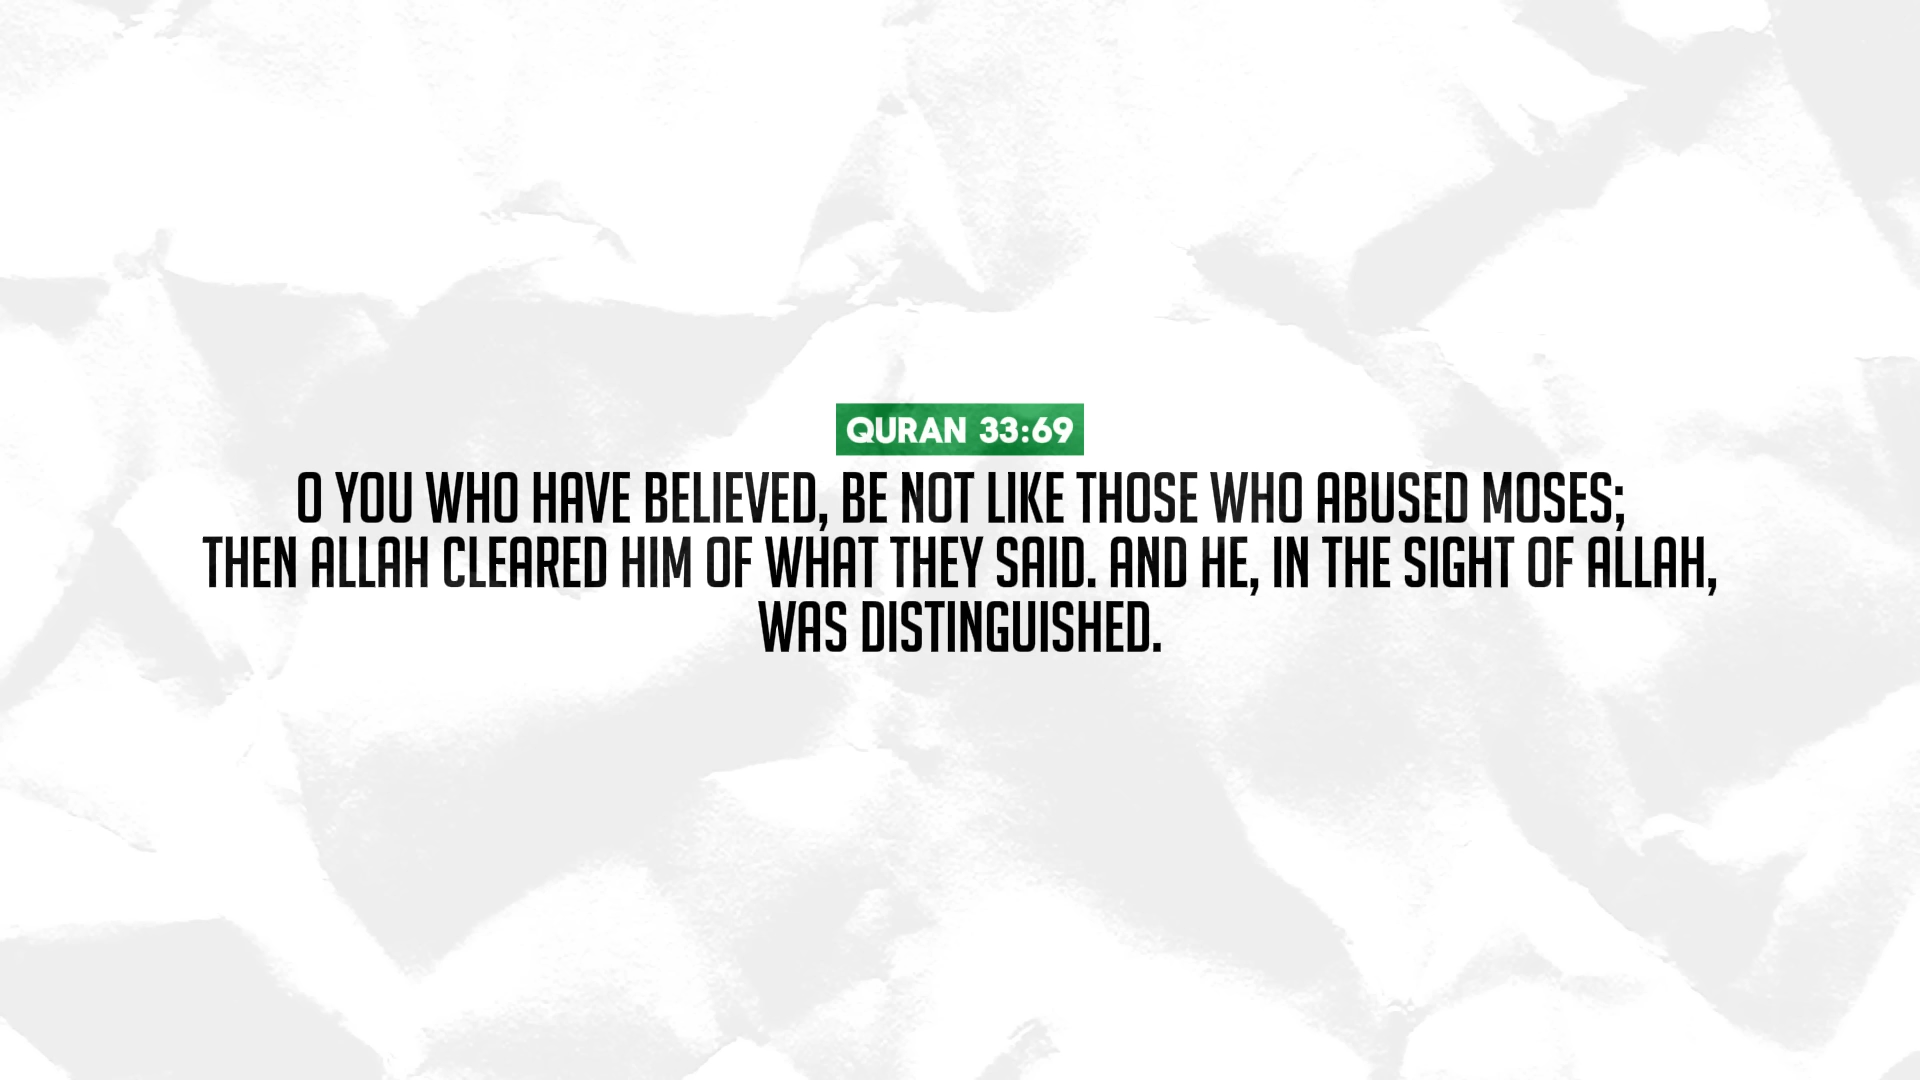 QURAN 33:69
O YOU WHO HAVE BELIEVED, BE NOT LIKE THOSE WHO ABUSED MOSES;
THEN ALLAH CLEARED HIM OF WHAT THEY SAID. AND HE, IN THE SIGHT OF ALLAH,
WAS DISTINGUISHED.